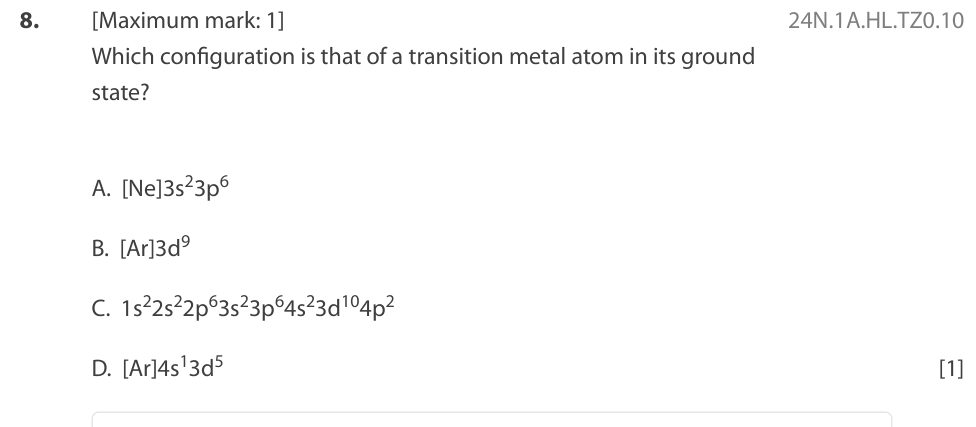 8. [Maximum mark: 1] 24N.1A.HL.TZ0.10
Which configuration is that of a transition metal atom in its ground
state?
A. [Ne]3s²3p⁶
B. [Ar]3d⁹
C. 1s²2s²2p⁶3s²3p⁶4s²3d¹⁰4p²
D. [Ar]4s¹3d⁵ [1]